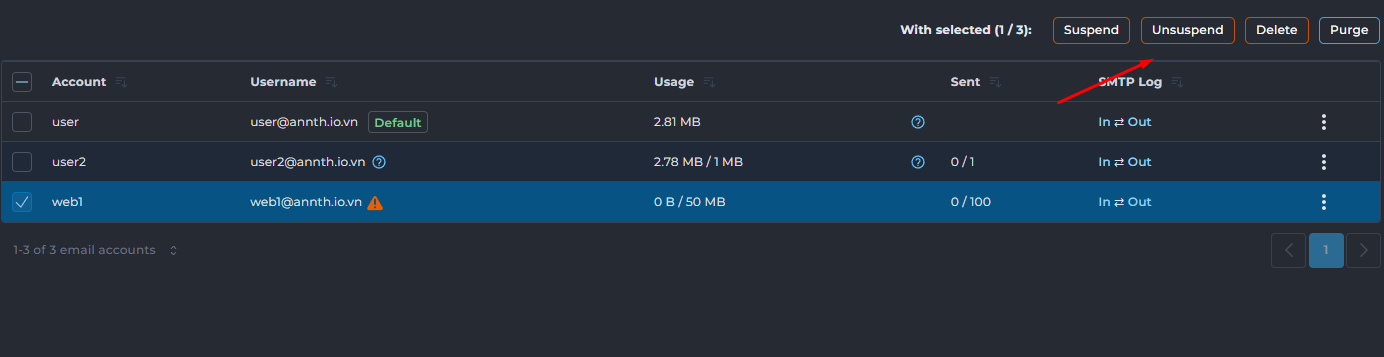 With selected (1 / 3): Suspend Unsuspend Delete Purge
Account Username Usage Sent SMTP Log
user user@annth.io.vn Default 2.81 MB In ⇄ Out
user2 user2@annth.io.vn 2.78 MB / 1 MB 0 / 1 In ⇄ Out
web1 web1@annth.io.vn 0 B / 50 MB 0 / 100 In ⇄ Out
1-3 of 3 email accounts 1